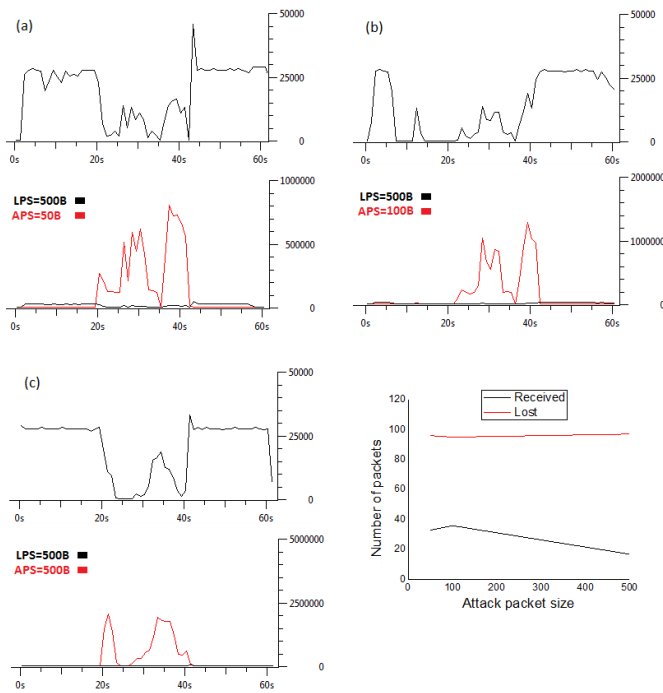 (a)
50000
25000
0
0s
20s
40s
60s
LPS=500B
APS=50B
1000000
500000
0
0s
20s
40s
60s
(b)
50000
25000
0
0s
20s
40s
60s
LPS=500B
APS=100B
2000000
1000000
0
0s
20s
40s
60s
(c)
50000
25000
0
0s
20s
40s
60s
LPS=500B
APS=500B
5000000
2500000
0
0s
20s
40s
60s
Received
Lost
Number of packets
120
100
80
60
40
20
0
0
100
200
300
400
500
Attack packet size